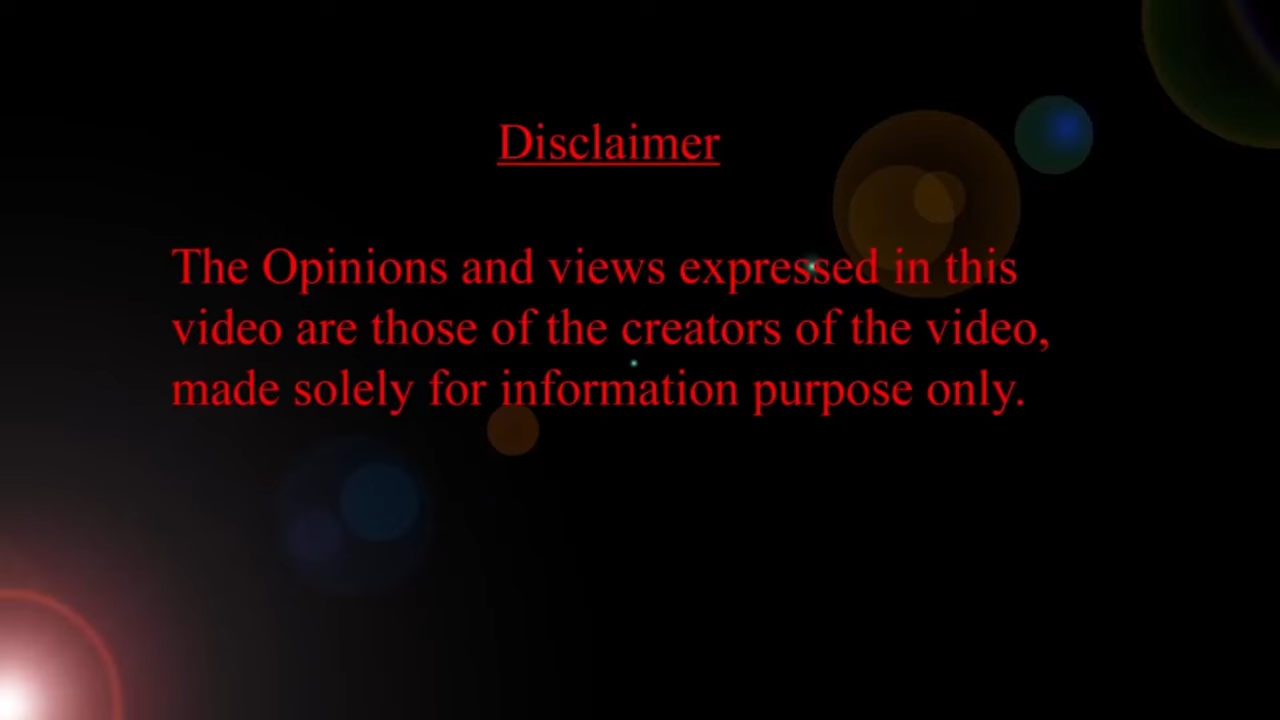 Disclaimer
The Opinions and views expressed in this
video are those of the creators of the video,
made solely for information purpose only.